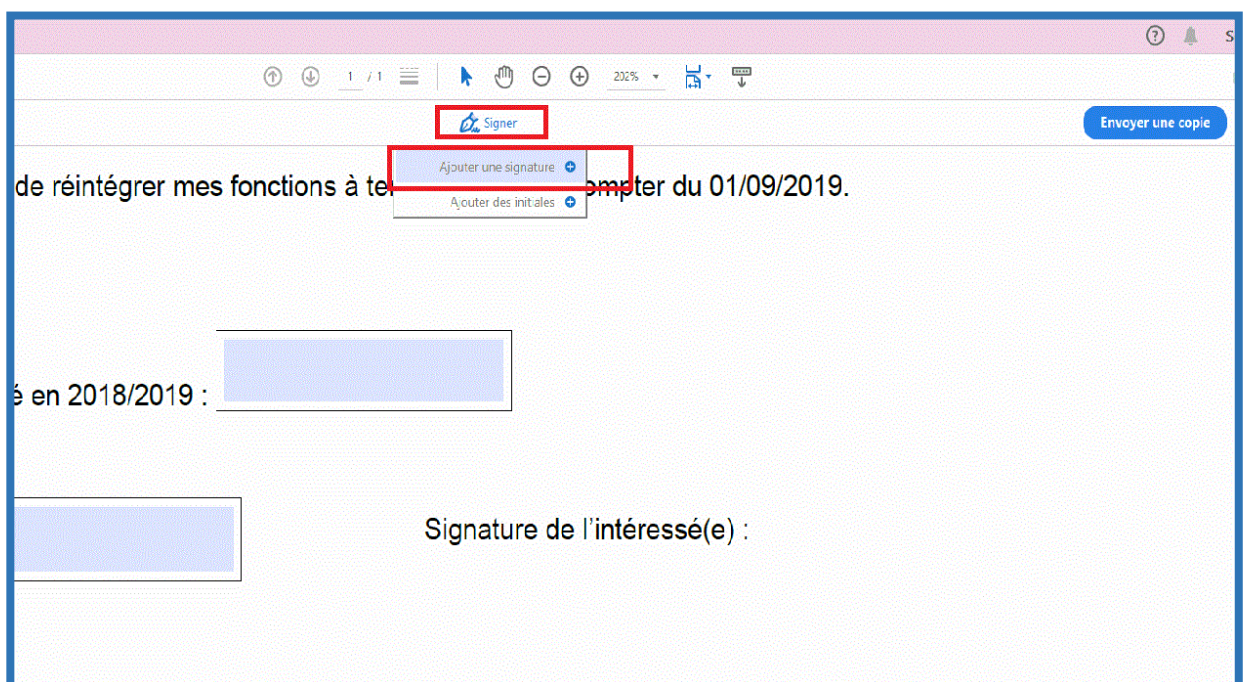 S
1 / 1
202%
Signer
Envoyer une copie
Ajouter une signature
de réintégrer mes fonctions à te
ompter du 01/09/2019.
Ajouter des initiales
é en 2018/2019 :
Signature de l'intéressé(e) :